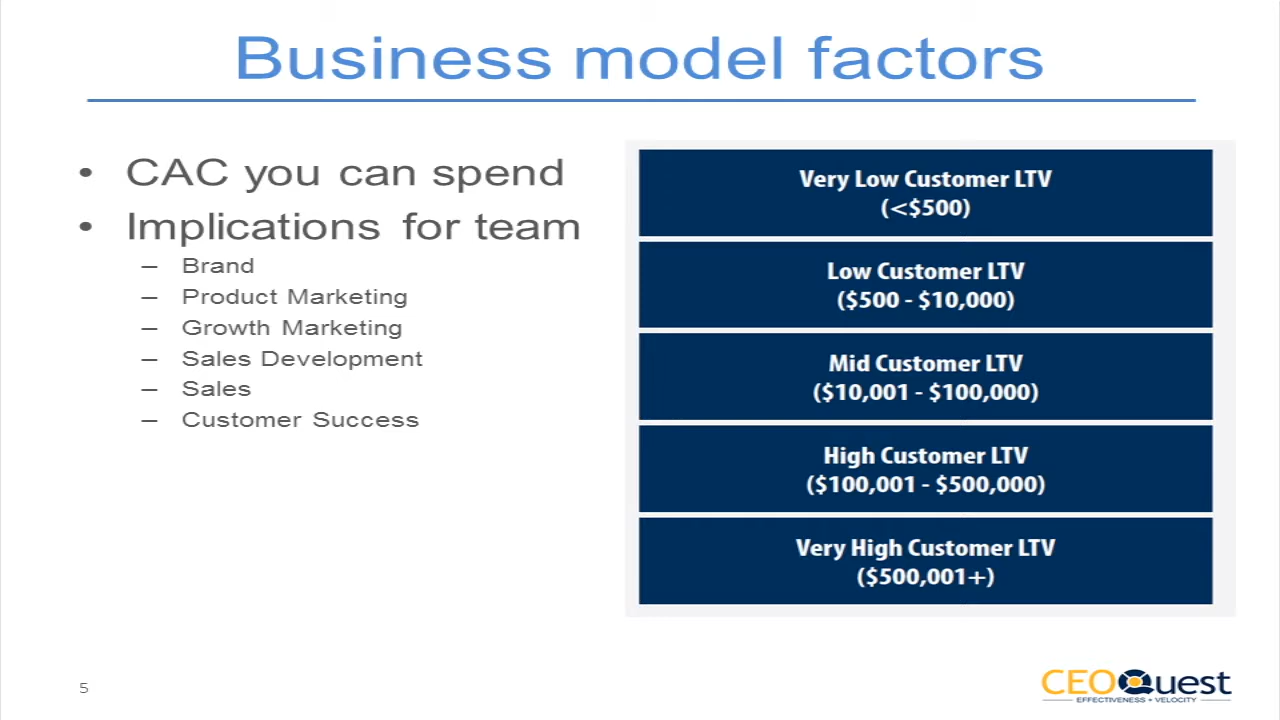 Business model factors
• CAC you can spend
• Implications for team
– Brand
– Product Marketing
– Growth Marketing
– Sales Development
– Sales
– Customer Success
Very Low Customer LTV
(<$500)
Low Customer LTV
($500 - $10,000)
Mid Customer LTV
($10,001 - $100,000)
High Customer LTV
($100,001 - $500,000)
Very High Customer LTV
($500,001+)
5
CEOQuest
EFFECTIVENESS • VELOCITY